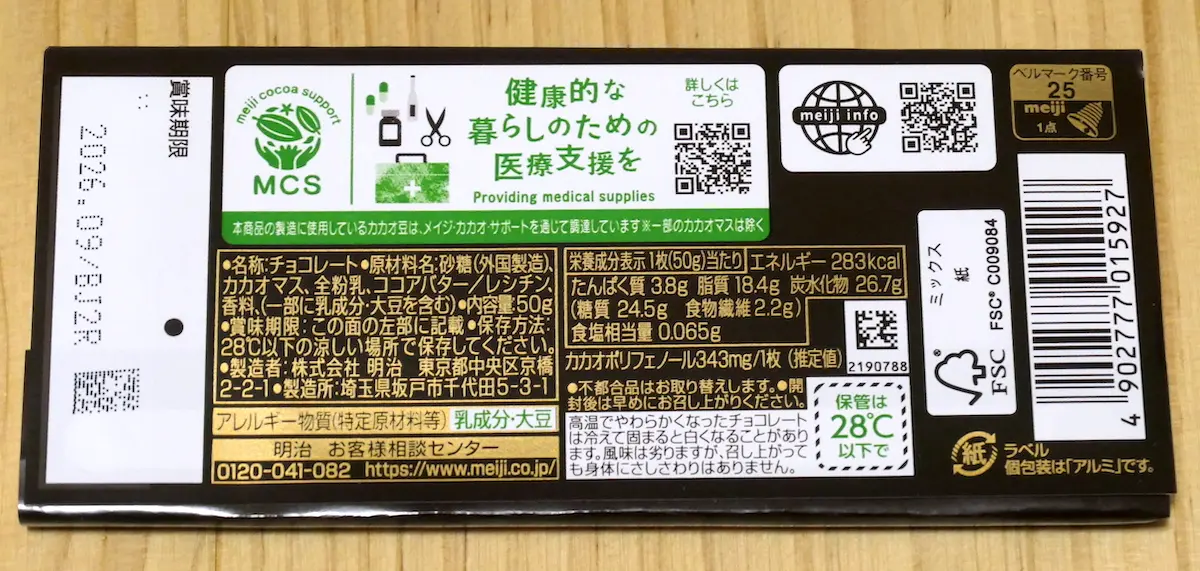 賞味期限
2026.09/BJ2R
meiji cocoa support
MCS
健康的な
暮らしのための
医療支援を
Providing medical supplies
詳しくは
こちら
本商品の製造に使用しているカカオ豆は、メイジ・カカオ・サポートを通じて調達しています※一部のカカオマスは除く
meiji info
ベルマーク番号
25
meiji
1点
•名称:チョコレート•原材料名:砂糖(外国製造)、
カカオマス、全粉乳、ココアバター/レシチン、
香料、(一部に乳成分・大豆を含む)•内容量:50g
•賞味期限:この面の左部に記載•保存方法:
28℃以下の涼しい場所で保存してください。
•製造者:株式会社 明治 東京都中央区京橋
2-2-1•製造所:埼玉県坂戸市千代田5-3-1
アレルギー物質(特定原材料等) 乳成分・大豆
明治 お客様相談センター
0120-041-082 https://www.meiji.co.jp/
栄養成分表示 1枚(50g)当たり エネルギー 283kcal
たんぱく質 3.8g 脂質 18.4g 炭水化物 26.7g
(糖質 24.5g 食物繊維 2.2g)
食塩相当量 0.065g
カカオポリフェノール343mg/1枚 (推定値)
2190788
•不都合品はお取り替えします。•開
封後は早めにお召し上がりください。
高温でやわらかくなったチョコレート
は冷えて固まると白くなることがあり
ます。風味は劣りますが、召し上がって
も身体にさしさわりはありません。
保管は
28℃
以下で
ミックス
紙
FSC® C009084
FSC
®
4 902777 015927
紙
ラベル
個包装は「アルミ」です。